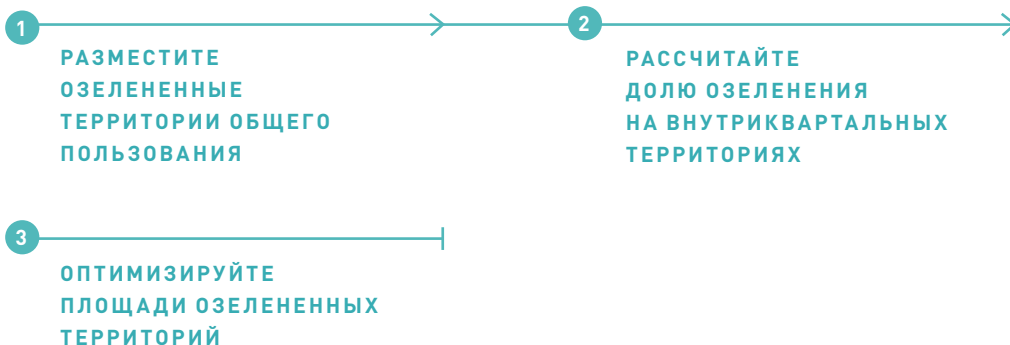 1
РАЗМЕСТИТЕ
ОЗЕЛЕНЕННЫЕ
ТЕРРИТОРИИ ОБЩЕГО
ПОЛЬЗОВАНИЯ
2
РАССЧИТАЙТЕ
ДОЛЮ ОЗЕЛЕНЕНИЯ
НА ВНУТРИКВАРТАЛЬНЫХ
ТЕРРИТОРИЯХ
3
ОПТИМИЗИРУЙТЕ
ПЛОЩАДИ ОЗЕЛЕНЕННЫХ
ТЕРРИТОРИЙ